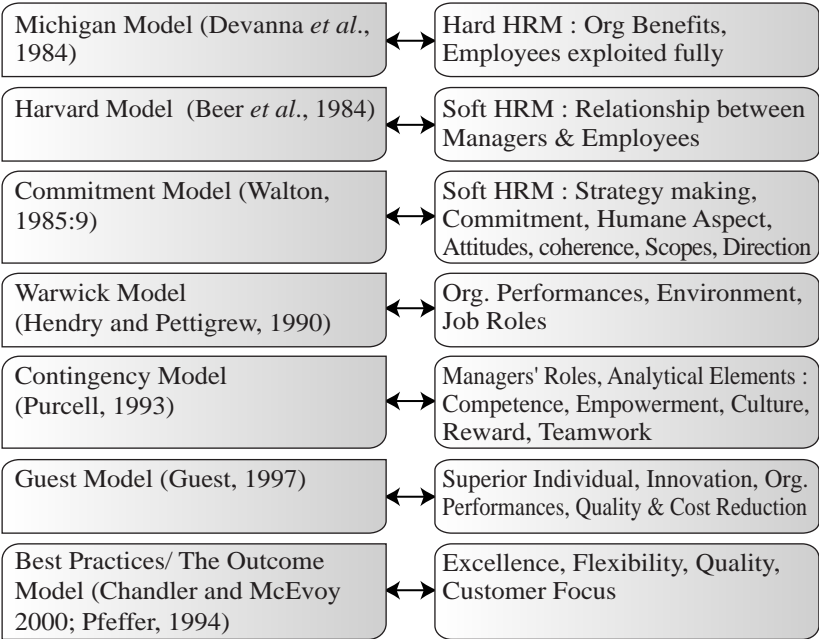 Michigan Model (Devanna et al.,
1984)
Hard HRM : Org Benefits,
Employees exploited fully
Harvard Model (Beer et al., 1984)
Soft HRM : Relationship between
Managers & Employees
Commitment Model (Walton,
1985:9)
Soft HRM : Strategy making,
Commitment, Humane Aspect,
Attitudes, coherence, Scopes, Direction
Warwick Model
(Hendry and Pettigrew, 1990)
Org. Performances, Environment,
Job Roles
Contingency Model
(Purcell, 1993)
Managers' Roles, Analytical Elements :
Competence, Empowerment, Culture,
Reward, Teamwork
Guest Model (Guest, 1997)
Superior Individual, Innovation, Org.
Performances, Quality & Cost Reduction
Best Practices/ The Outcome
Model (Chandler and McEvoy
2000; Pfeffer, 1994)
Excellence, Flexibility, Quality,
Customer Focus